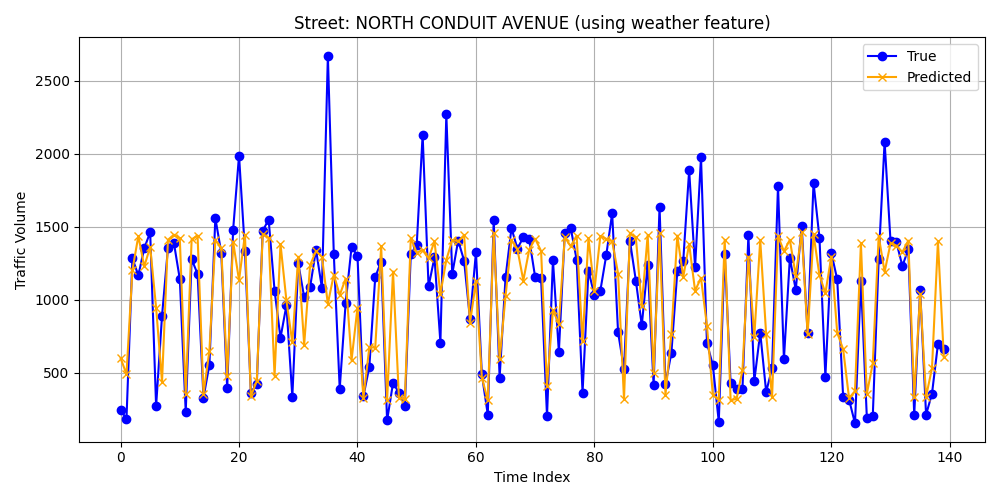 Street: NORTH CONDUIT AVENUE (using weather feature)
True
Predicted
Traffic Volume
2500
2000
1500
1000
500
0 20 40 60 80 100 120 140
Time Index